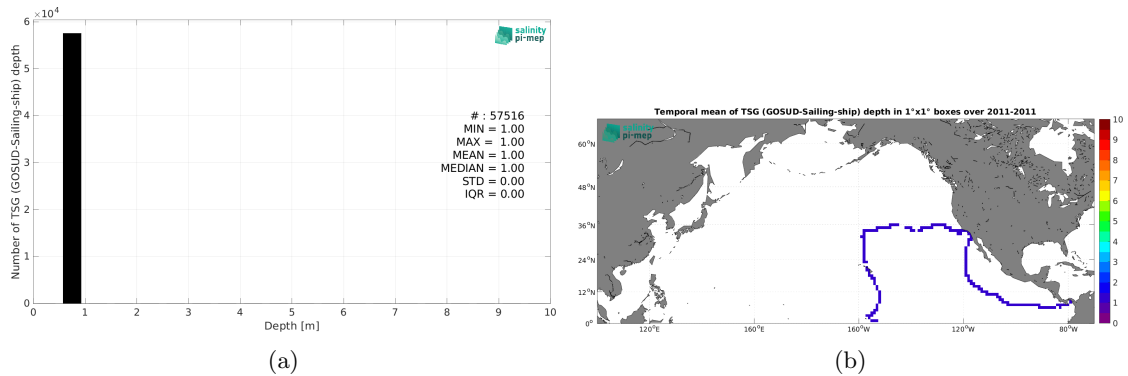 ×10⁴
6
5
4
3
2
1
0
Number of TSG (GOSUD-Sailing-ship) depth
salinity
pi-mep
# : 57516
MIN = 1.00
MAX = 1.00
MEAN = 1.00
MEDIAN = 1.00
STD = 0.00
IQR = 0.00
0 1 2 3 4 5 6 7 8 9 10
Depth [m]
(a)
Temporal mean of TSG (GOSUD-Sailing-ship) depth in 1°x1° boxes over 2011-2011
salinity
pi-mep
60°N
48°N
36°N
24°N
12°N
0°
120°E 160°E 160°W 120°W 80°W
10
9
8
7
6
5
4
3
2
1
0
(b)